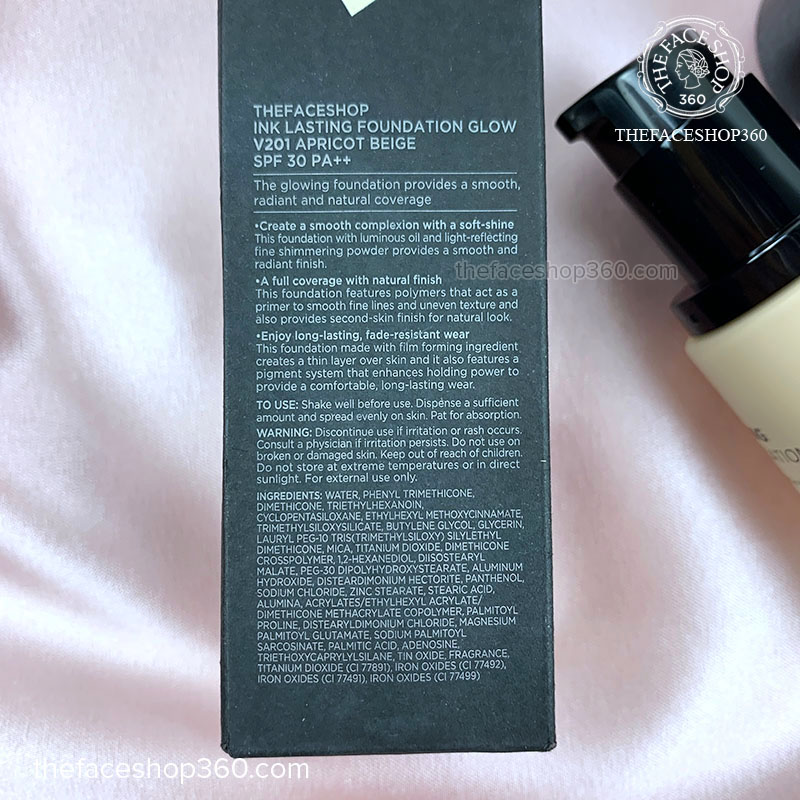 THEFACESHOP
INK LASTING FOUNDATION GLOW
V201 APRICOT BEIGE
SPF 30 PA++
The glowing foundation provides a smooth,
radiant and natural coverage
•Create a smooth complexion with a soft-shine
This foundation with luminous oil and light-reflecting
fine shimmering powder provides a smooth and
radiant finish.
•A full coverage with natural finish
This foundation features polymers that act as a
primer to smooth fine lines and uneven texture and
also provides second-skin finish for natural look.
•Enjoy long-lasting, fade-resistant wear
This foundation made with film forming ingredient
creates a thin layer over skin and it also features a
pigment system that enhances holding power to
provide a comfortable, long-lasting wear.
TO USE: Shake well before use. Dispense a sufficient
amount and spread evenly on skin. Pat for absorption.
WARNING: Discontinue use if irritation or rash occurs.
Consult a physician if irritation persists. Do not use on
broken or damaged skin. Keep out of reach of children.
Do not store at extreme temperatures or in direct
sunlight. For external use only.
INGREDIENTS: WATER, PHENYL TRIMETHICONE,
DIMETHICONE, TRIETHYLHEXANOIN,
CYCLOPENTASILOXANE, ETHYLHEXYL METHOXYCINNAMATE,
TRIMETHYLSILOXYSILICATE, BUTYLENE GLYCOL, GLYCERIN,
LAURYL PEG-10 TRIS(TRIMETHYLSILOXY) SILYLETHYL
DIMETHICONE, MICA, TITANIUM DIOXIDE, DIMETHICONE
CROSSPOLYMER, 1,2-HEXANEDIOL, DIISOSTEARYL
MALATE, PEG-30 DIPOLYHYDROXYSTEARATE, ALUMINUM
HYDROXIDE, DISTEARDIMONIUM HECTORITE, PANTHENOL,
SODIUM CHLORIDE, ZINC STEARATE, STEARIC ACID,
ALUMINA, ACRYLATES/ETHYLHEXYL ACRYLATE/
DIMETHICONE METHACRYLATE COPOLYMER, PALMITOYL
PROLINE, DISTEARYLDIMONIUM CHLORIDE, MAGNESIUM
PALMITOYL GLUTAMATE, SODIUM PALMITOYL
SARCOSINATE, PALMITIC ACID, ADENOSINE,
TRIETHOXYCAPRYLYLSILANE, TIN OXIDE, FRAGRANCE,
TITANIUM DIOXIDE (CI 77891), IRON OXIDES (CI 77492),
IRON OXIDES (CI 77491), IRON OXIDES (CI 77499)
THE FACE SHOP
360
THEFACESHOP360
thefaceshop360.com
thefaceshop360.com